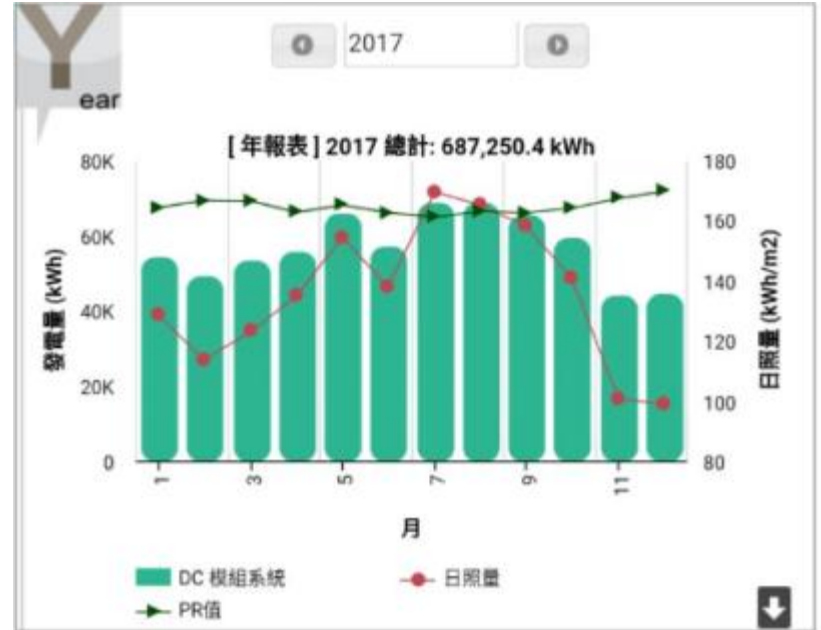 Year
2017
[ 年報表 ] 2017 總計: 687,250.4 kWh
發電量 (kWh)
80K
60K
40K
20K
0
日照量 (kWh/m2)
180
160
140
120
100
80
1 3 5 7 9 11
月
DC 模組系統
日照量
PR值